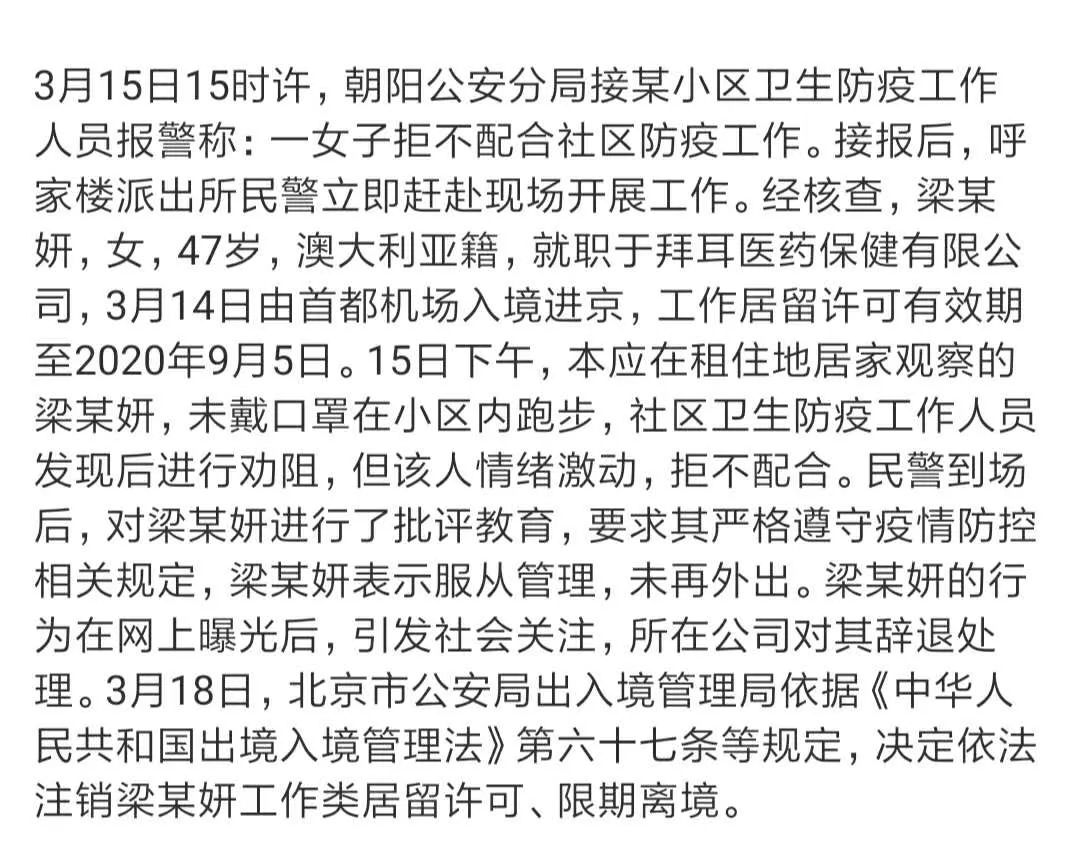 3月15日15时许，朝阳公安分局接某小区卫生防疫工作
人员报警称：一女子拒不配合社区防疫工作。接报后，呼
家楼派出所民警立即赶赴现场开展工作。经核查，梁某
妍，女，47岁，澳大利亚籍，就职于拜耳医药保健有限公
司，3月14日由首都机场入境进京，工作居留许可有效期
至2020年9月5日。15日下午，本应在租住地居家观察的
梁某妍，未戴口罩在小区内跑步，社区卫生防疫工作人员
发现后进行劝阻，但该人情绪激动，拒不配合。民警到场
后，对梁某妍进行了批评教育，要求其严格遵守疫情防控
相关规定，梁某妍表示服从管理，未再外出。梁某妍的行
为在网上曝光后，引发社会关注，所在公司对其辞退处
理。3月18日，北京市公安局出入境管理局依据《中华人
民共和国出境入境管理法》第六十七条等规定，决定依法
注销梁某妍工作类居留许可、限期离境。